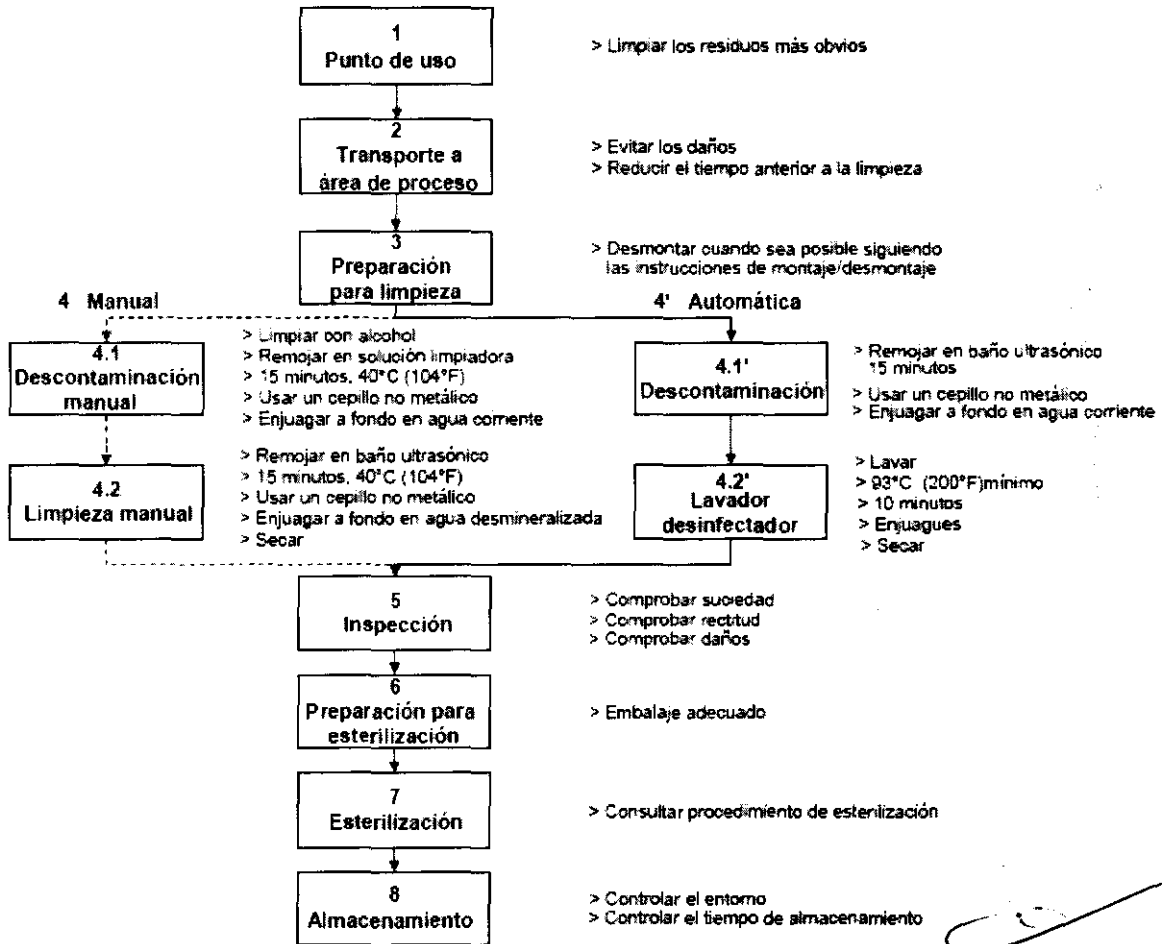 1
Punto de uso
> Limpiar los residuos más obvios
2
Transporte a
área de proceso
> Evitar los daños
> Reducir el tiempo anterior a la limpieza
3
Preparación
para limpieza
> Desmontar cuando sea posible siguiendo
las instrucciones de montaje/desmontaje
4 Manual
4.1
Descontaminación
manual
> Limpiar con alcohol
> Remojar en solución limpiadora
> 15 minutos, 40°C (104°F)
> Usar un cepillo no metálico
> Enjuagar a fondo en agua corriente
4.2
Limpieza manual
> Remojar en baño ultrasónico
> 15 minutos, 40°C (104°F)
> Usar un cepillo no metálico
> Enjuagar a fondo en agua desmineralizada
> Secar
4' Automática
4.1'
Descontaminación
> Remojar en baño ultrasónico
15 minutos
> Usar un cepillo no metálico
> Enjuagar a fondo en agua corriente
4.2'
Lavador
desinfectador
> Lavar
> 93°C (200°F)mínimo
> 10 minutos
> Enjuagues
> Secar
5
Inspección
> Comprobar suciedad
> Comprobar rectitud
> Comprobar daños
6
Preparación para
esterilización
> Embalaje adecuado
7
Esterilización
> Consultar procedimiento de esterilización
8
Almacenamiento
> Controlar el entorno
> Controlar el tiempo de almacenamiento